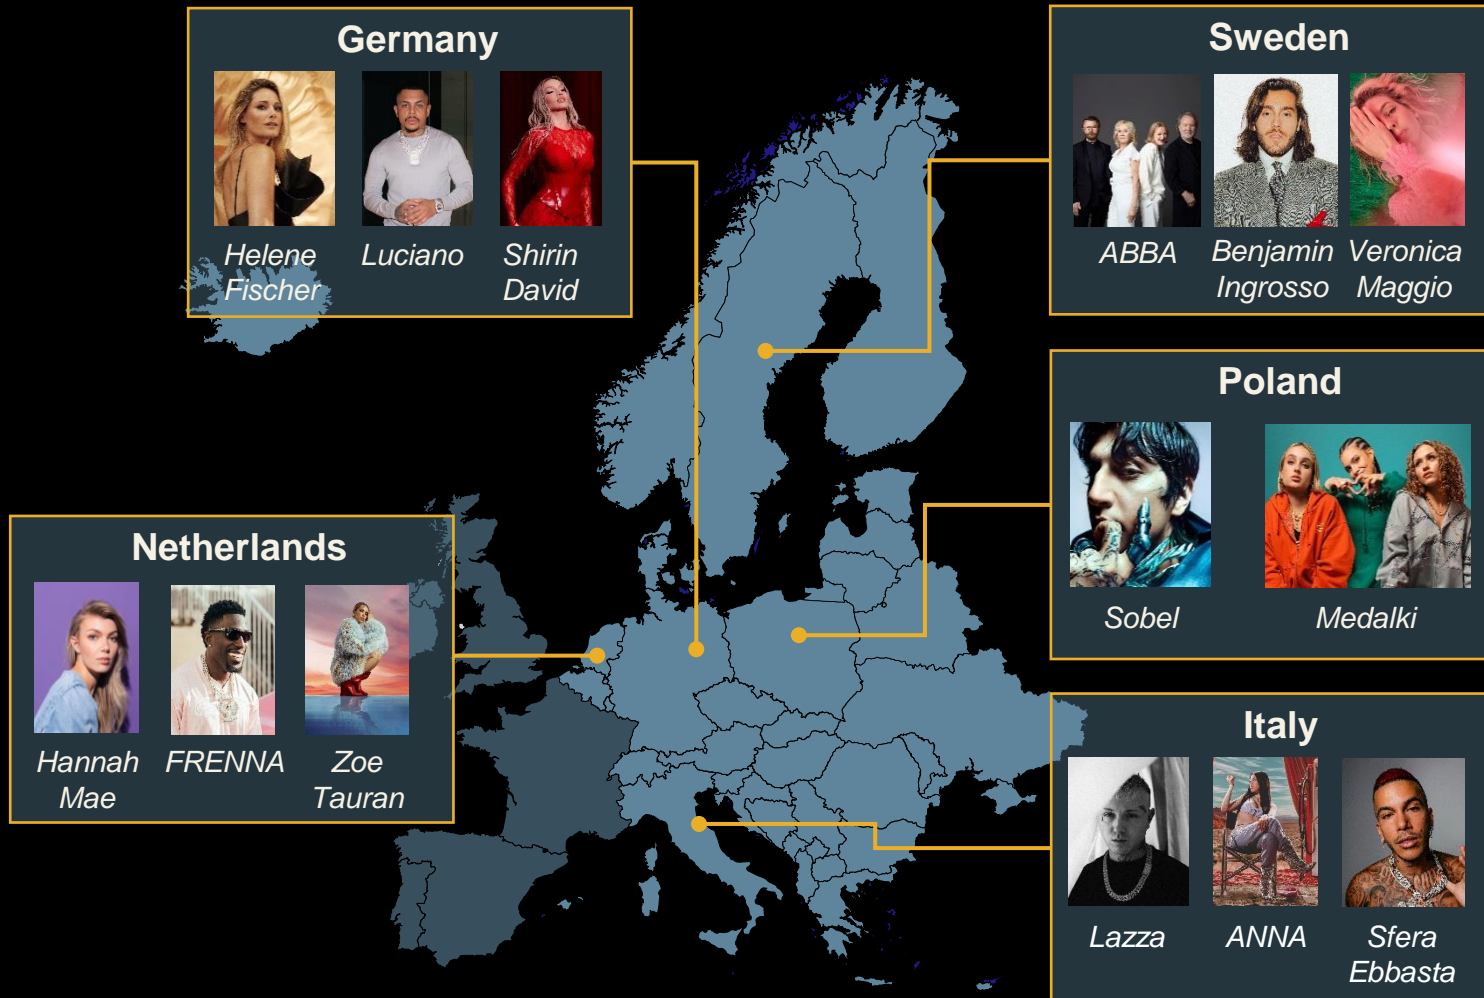 Germany
Helene
Fischer
Luciano
Shirin
David
Sweden
ABBA
Benjamin
Ingrosso
Veronica
Maggio
Poland
Sobel
Medalki
Netherlands
Hannah
Mae
FRENNA
Zoe
Tauran
Italy
Lazza
ANNA
Sfera
Ebbasta